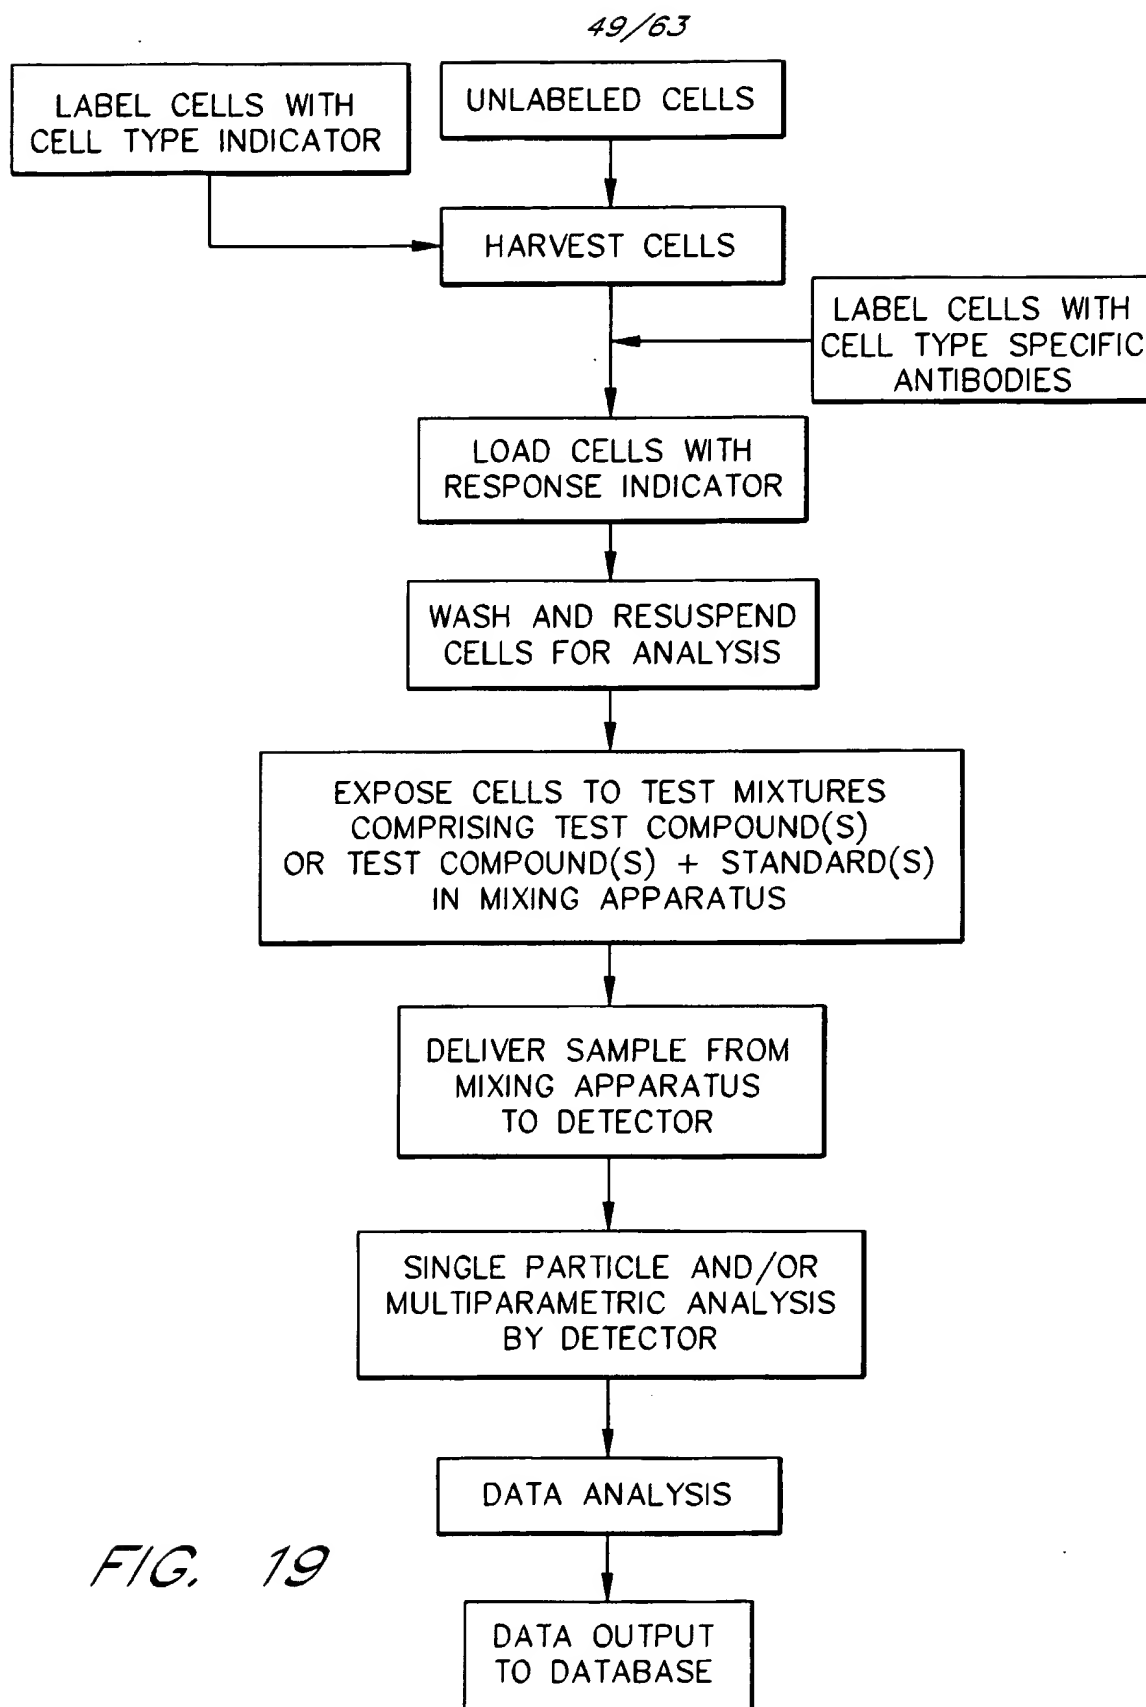 49/63
LABEL CELLS WITH
CELL TYPE INDICATOR
UNLABELED CELLS
HARVEST CELLS
LABEL CELLS WITH
CELL TYPE SPECIFIC
ANTIBODIES
LOAD CELLS WITH
RESPONSE INDICATOR
WASH AND RESUSPEND
CELLS FOR ANALYSIS
EXPOSE CELLS TO TEST MIXTURES
COMPRISING TEST COMPOUND(S)
OR TEST COMPOUND(S) + STANDARD(S)
IN MIXING APPARATUS
DELIVER SAMPLE FROM
MIXING APPARATUS
TO DETECTOR
SINGLE PARTICLE AND/OR
MULTIPARAMETRIC ANALYSIS
BY DETECTOR
DATA ANALYSIS
FIG. 19
DATA OUTPUT
TO DATABASE